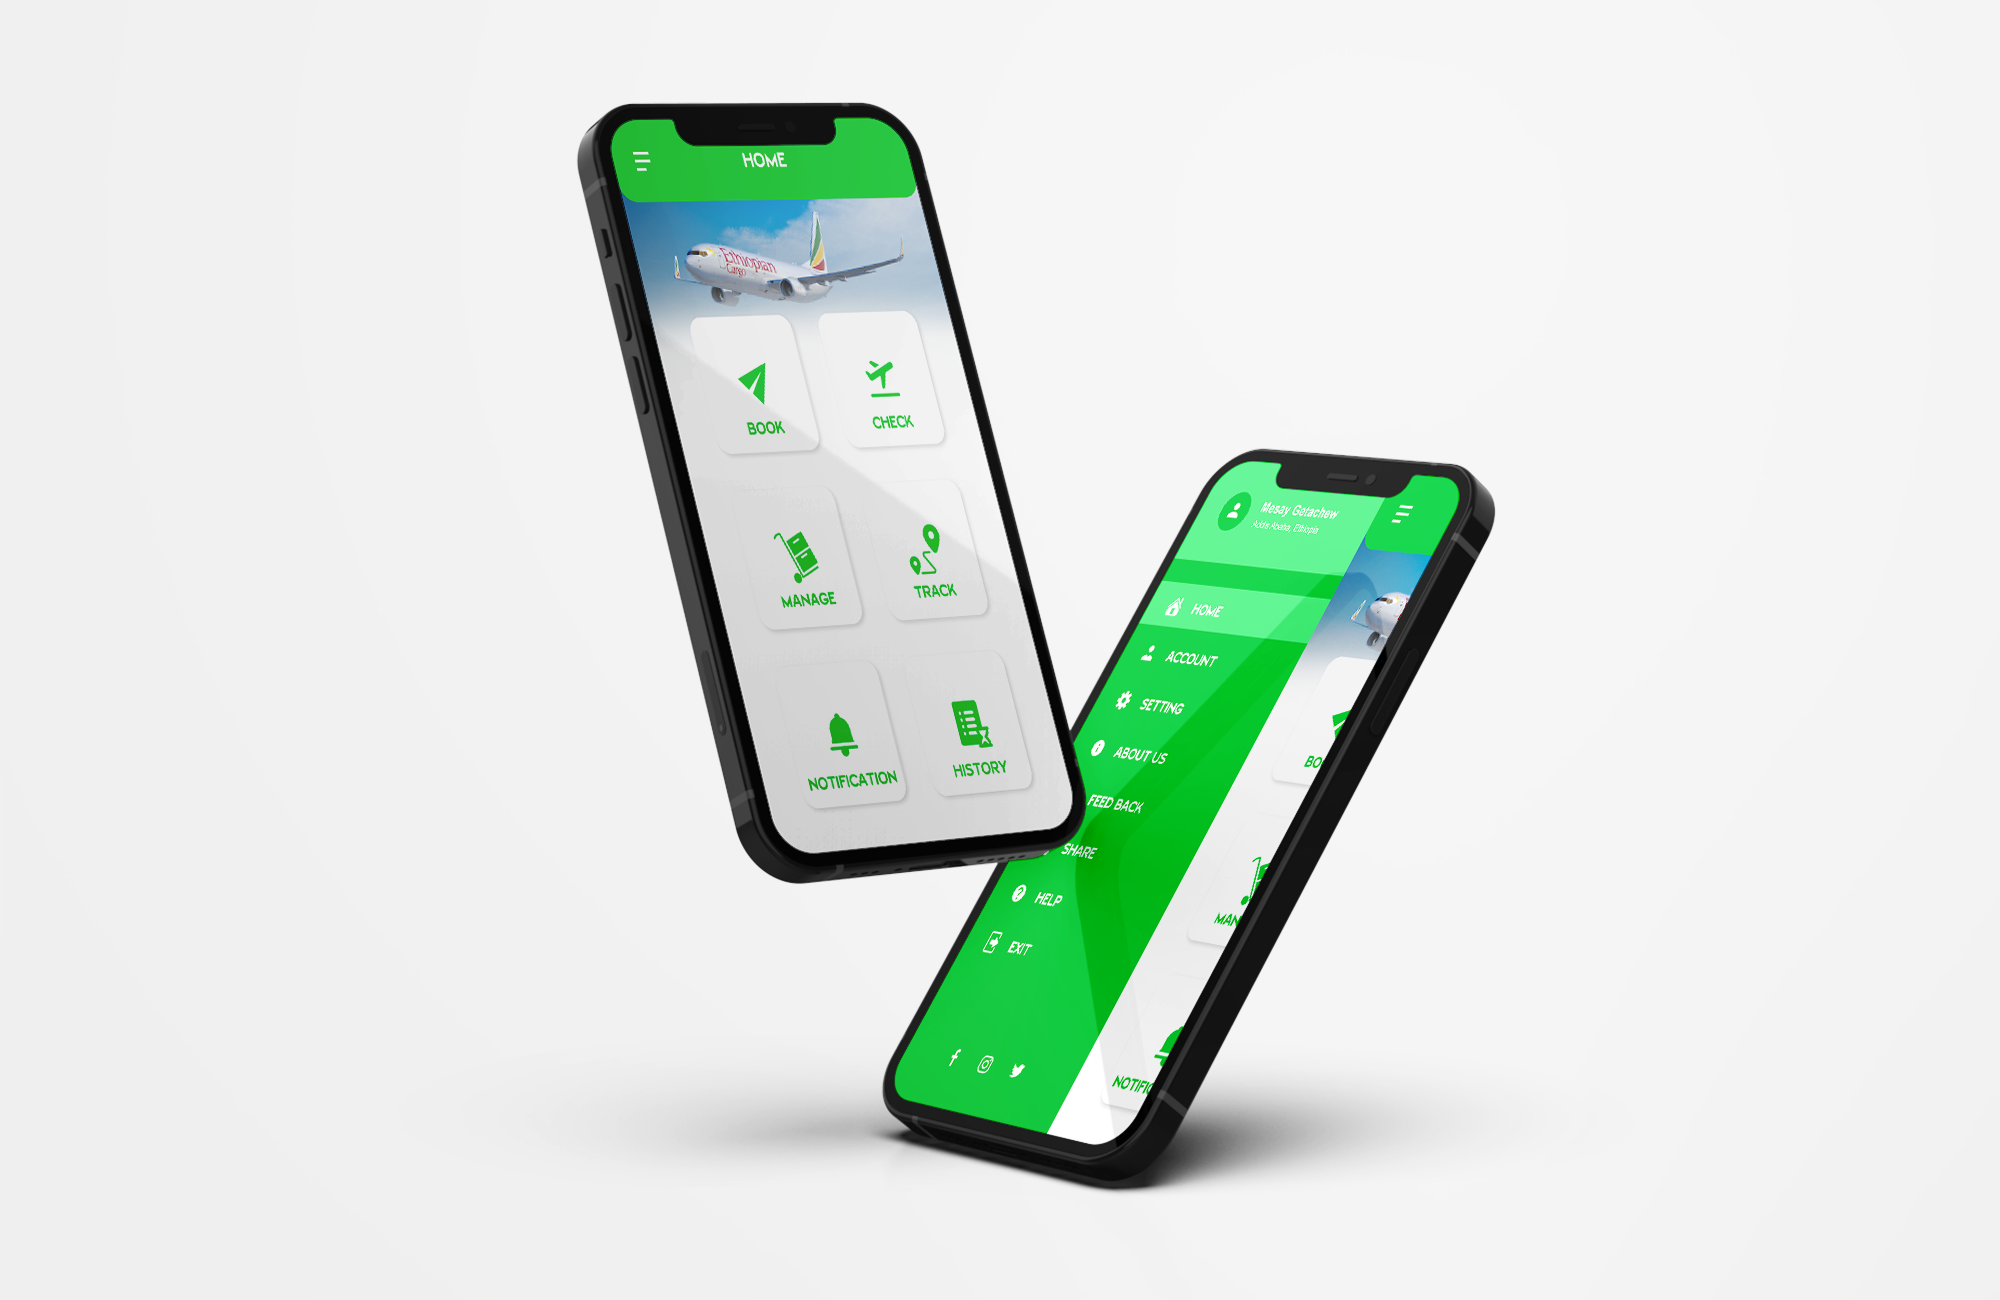 HOME
Ethiopian
Cargo
BOOK
CHECK
MANAGE
TRACK
NOTIFICATION
HISTORY
Mesay Getachew
Addis Ababa, Ethiopia
HOME
ACCOUNT
SETTING
ABOUT US
FEED BACK
SHARE
HELP
EXIT
BO
MAN
NOTIFIC